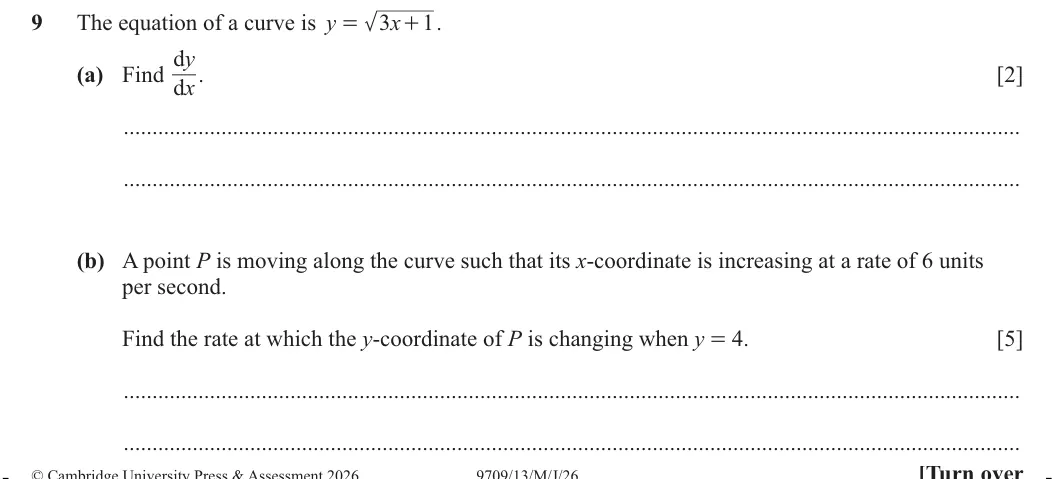 9 The equation of a curve is y = √3x+1.
(a) Find dy/dx. [2]
(b) A point P is moving along the curve such that its x-coordinate is increasing at a rate of 6 units
per second.
Find the rate at which the y-coordinate of P is changing when y = 4. [5]
© Cambridge University Press & Assessment 2026 9709/13/M/J/26 [Turn over